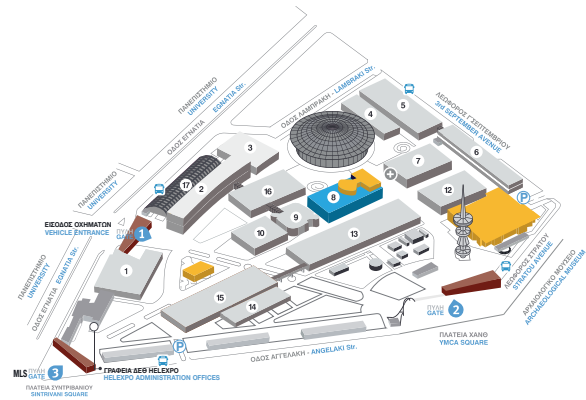 ΠΑΝΕΠΙΣΤΗΜΙΟ
UNIVERSITY
ΟΔΟΣ ΕΓΝΑΤΙΑ
EGNATIA Str.
ΟΔΟΣ ΛΑΜΠΡΑΚΗ - LAMBRAKI Str.
ΛΕΩΦΟΡΟΣ Γ' ΣΕΠΤΕΜΒΡΙΟΥ
3rd SEPTEMBER AVENUE
4
5
6
7
3
17
2
16
8
12
P
ΠΑΝΕΠΙΣΤΗΜΙΟ
UNIVERSITY
ΕΙΣΟΔΟΣ ΟΧΗΜΑΤΩΝ
VEHICLE ENTRANCE
ΠΥΛΗ
GATE
1
9
10
13
1
ΠΑΝΕΠΙΣΤΗΜΙΟ
UNIVERSITY
ΟΔΟΣ ΕΓΝΑΤΙΑ
EGNATIA Str.
15
14
ΛΕΩΦΟΡΟΣ ΣΤΡΑΤΟΥ
STRATOU AVENUE
ΑΡΧΑΙΟΛΟΓΙΚΟ ΜΟΥΣΕΙΟ
ARCHAEOLOGICAL MUSEUM
ΠΥΛΗ
GATE
2
ΠΛΑΤΕΙΑ ΧΑΝΘ
YMCA SQUARE
P
ΟΔΟΣ ΑΓΓΕΛΑΚΗ - ANGELAKI Str.
ΓΡΑΦΕΙΑ ΔΕΘ HELEXPO
HELEXPO ADMINISTRATION OFFICES
MLS
ΠΥΛΗ
GATE
3
ΠΛΑΤΕΙΑ ΣΥΝΤΡΙΒΑΝΙΟΥ
SINTRIVANI SQUARE